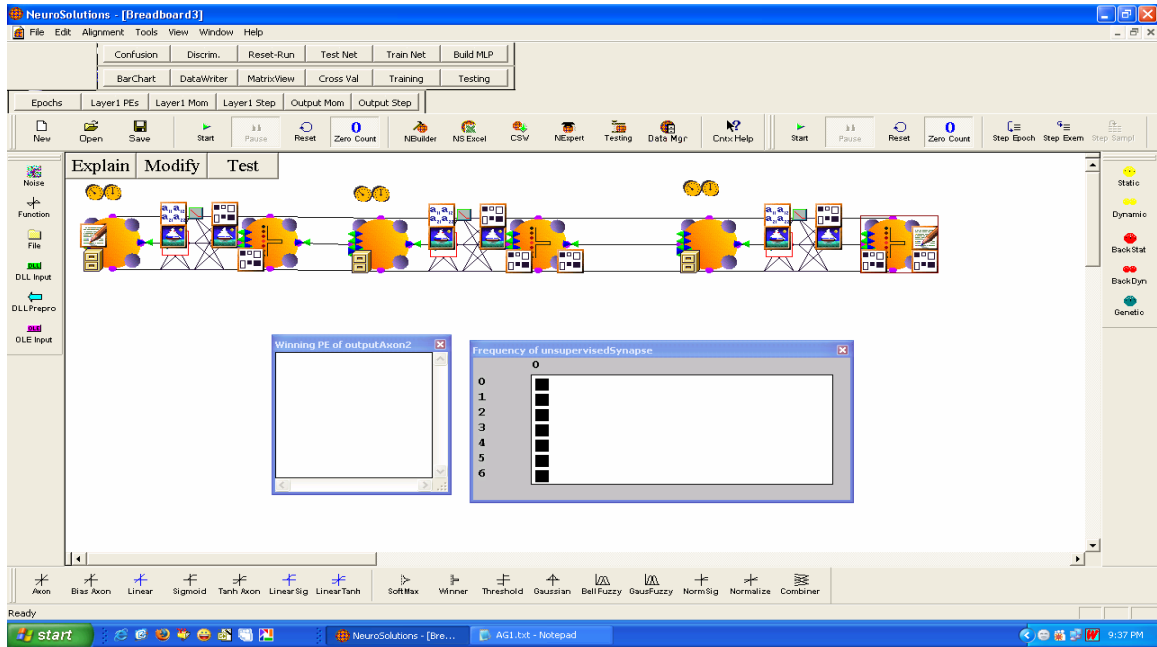 NeuroSolutions - [Breadboard3]
File Edit Alignment Tools View Window Help
Confusion Discrim. Reset-Run Test Net Train Net Build MLP
BarChart DataWriter MatrixView Cross Val Training Testing
Epochs Layer1 PEs Layer1 Mom Layer1 Step Output Mom Output Step
New Open Save Start Pause Reset Zero Count NBuilder NS Excel CSV NExpert Testing Data Mgr Cntx Help Start Pause Reset Zero Count Step Epoch Step Exem Step Sampl
Explain Modify Test
Noise
Function
File
DLL Input
DLLPrepro
OLE Input
Static
Dynamic
BackStat
BackDyn
Genetic
Winning PE of outputAxon2
Frequency of unsupervisedSynapse
0
0
1
2
3
4
5
6
Axon Bias Axon Linear Sigmoid Tanh Axon LinearSig LinearTanh SoftMax Winner Threshold Gaussian BellFuzzy GausFuzzy NormSig Normalize Combiner
Ready
start NeuroSolutions - [Bre... AG1.txt - Notepad 9:37 PM